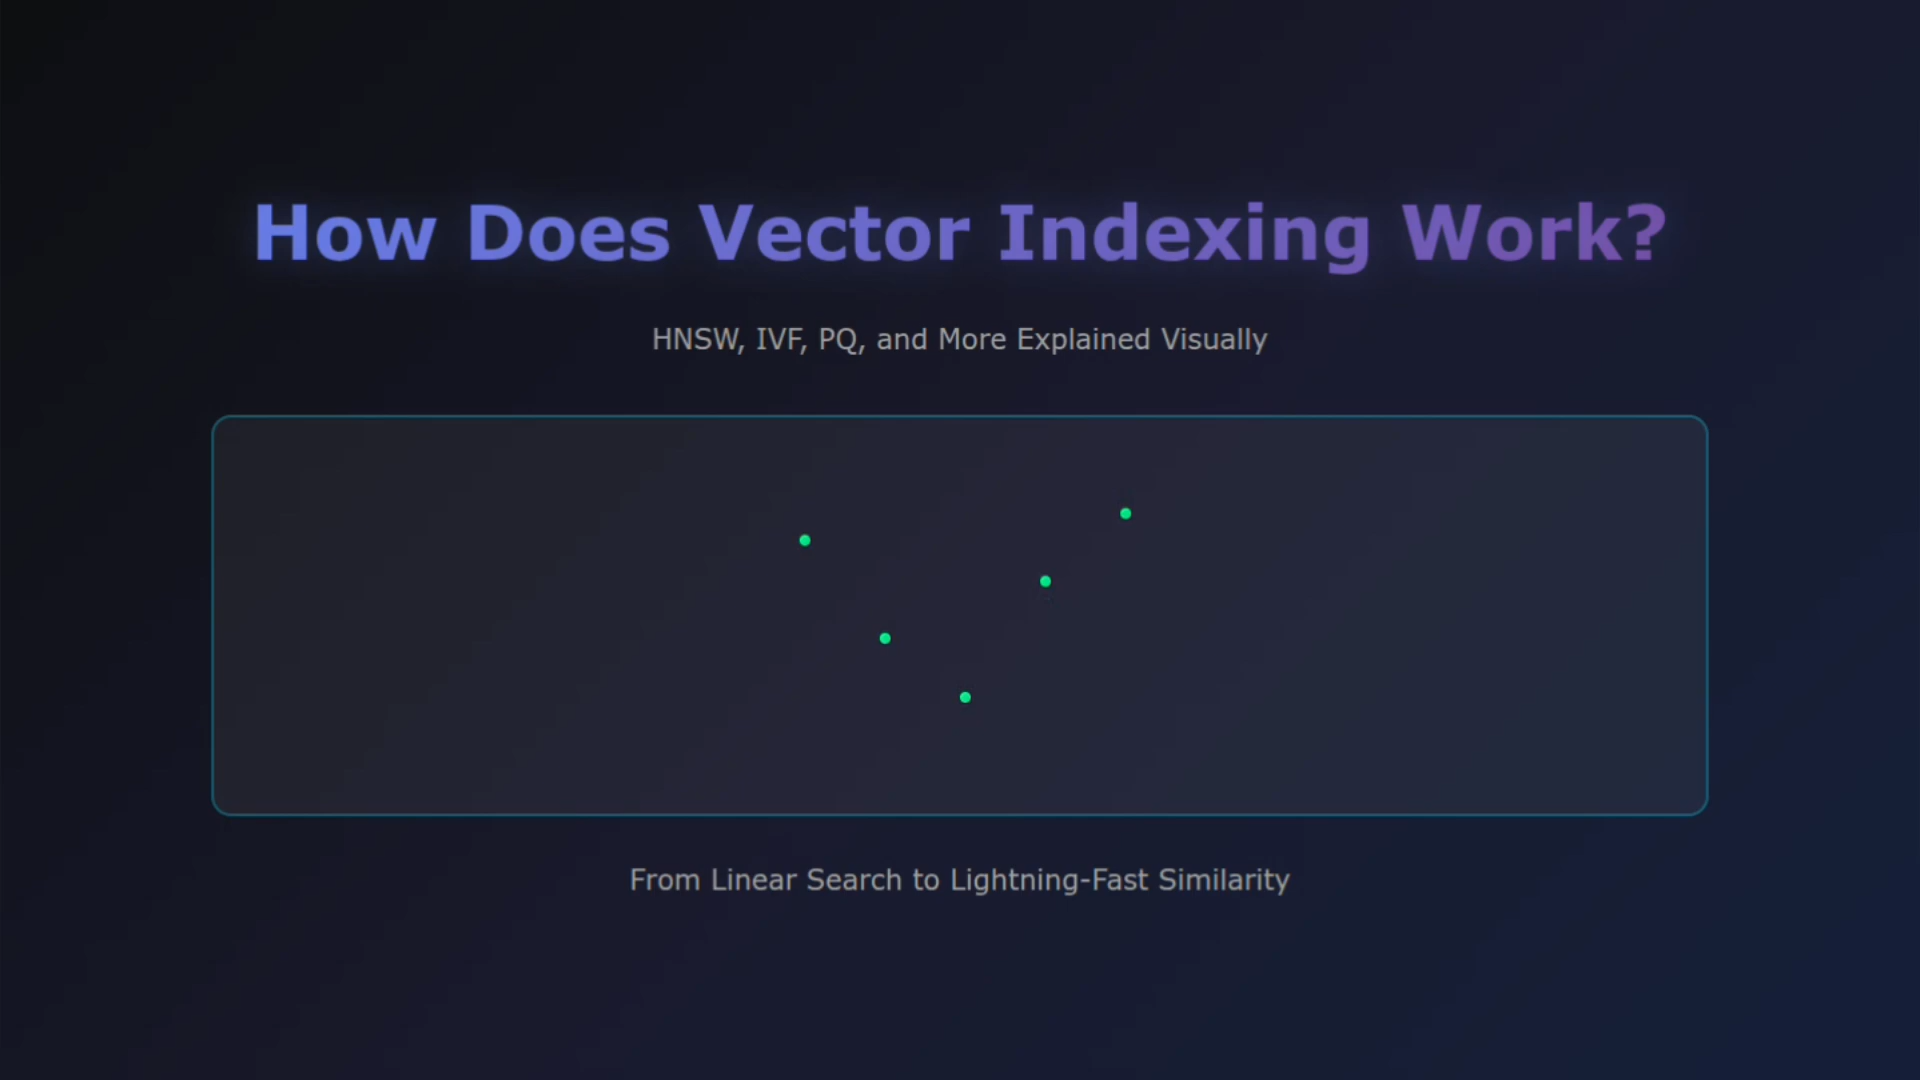 How Does Vector Indexing Work?
HNSW, IVF, PQ, and More Explained Visually
From Linear Search to Lightning-Fast Similarity